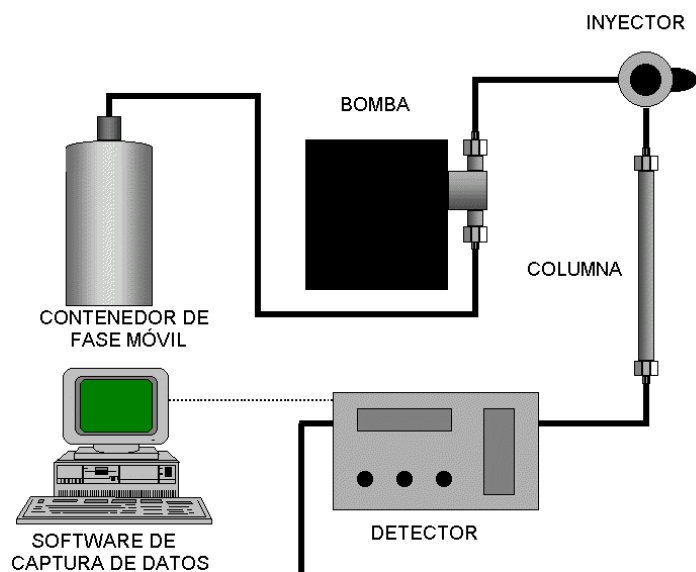 INYECTOR
BOMBA
COLUMNA
CONTENEDOR DE
FASE MÓVIL
DETECTOR
SOFTWARE DE
CAPTURA DE DATOS